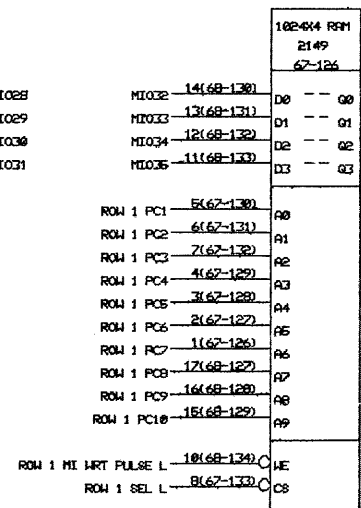 1024X4 RAM
2149
67-126
IO28 MIO32 14(68-130) D0 -- Q0
IO29 MIO33 13(68-131) D1 -- Q1
IO30 MIO34 12(68-132) D2 -- Q2
IO31 MIO35 11(68-133) D3 -- Q3
ROW 1 PC1 5(67-130) A0
ROW 1 PC2 6(67-131) A1
ROW 1 PC3 7(67-132) A2
ROW 1 PC4 4(67-129) A3
ROW 1 PC5 3(67-128) A4
ROW 1 PC6 2(67-127) A5
ROW 1 PC7 1(67-126) A6
ROW 1 PC8 17(68-127) A7
ROW 1 PC9 16(68-128) A8
ROW 1 PC10 15(68-129) A9
ROW 1 MI WRT PULSE L 10(68-134) WE
ROW 1 SEL L 8(67-133) CS